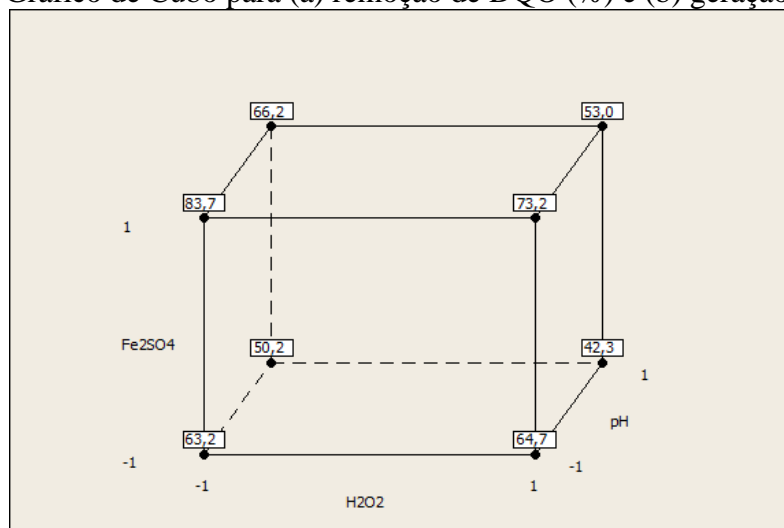 Gráfico de Cubo para (a) remoção de DQO (%) e (b) geração
66,2 53,0
83,7 73,2
1
Fe2SO4 50,2 42,3
1
pH
63,2 64,7
-1 -1
-1 1
H2O2